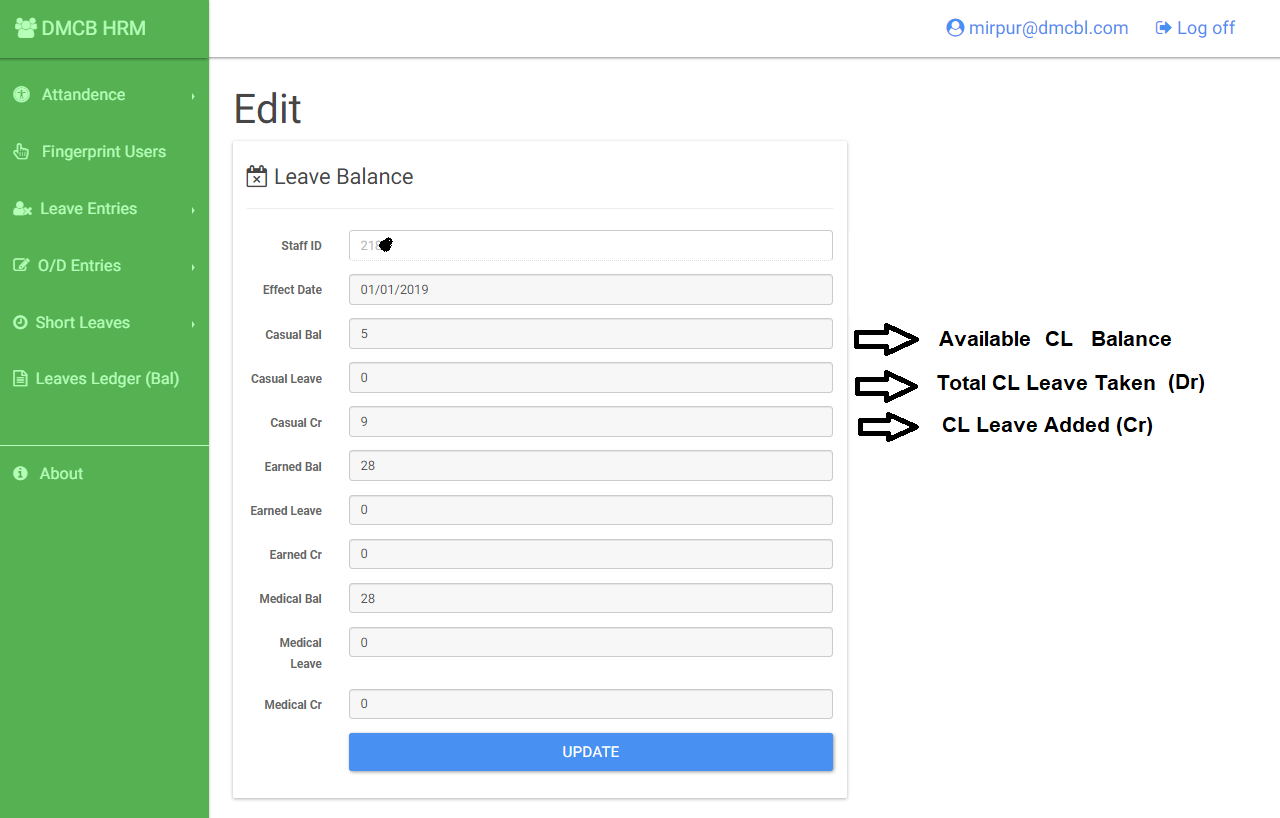 DMCB HRM
mirpur@dmcbl.com Log off
Attandence
Fingerprint Users
Leave Entries
O/D Entries
Short Leaves
Leaves Ledger (Bal)
About
Edit
Leave Balance
Staff ID
Effect Date 01/01/2019
Casual Bal 5
Available CL Balance
Casual Leave 0
Total CL Leave Taken (Dr)
Casual Cr 9
CL Leave Added (Cr)
Earned Bal 28
Earned Leave 0
Earned Cr 0
Medical Bal 28
Medical 0
Leave
Medical Cr 0
UPDATE